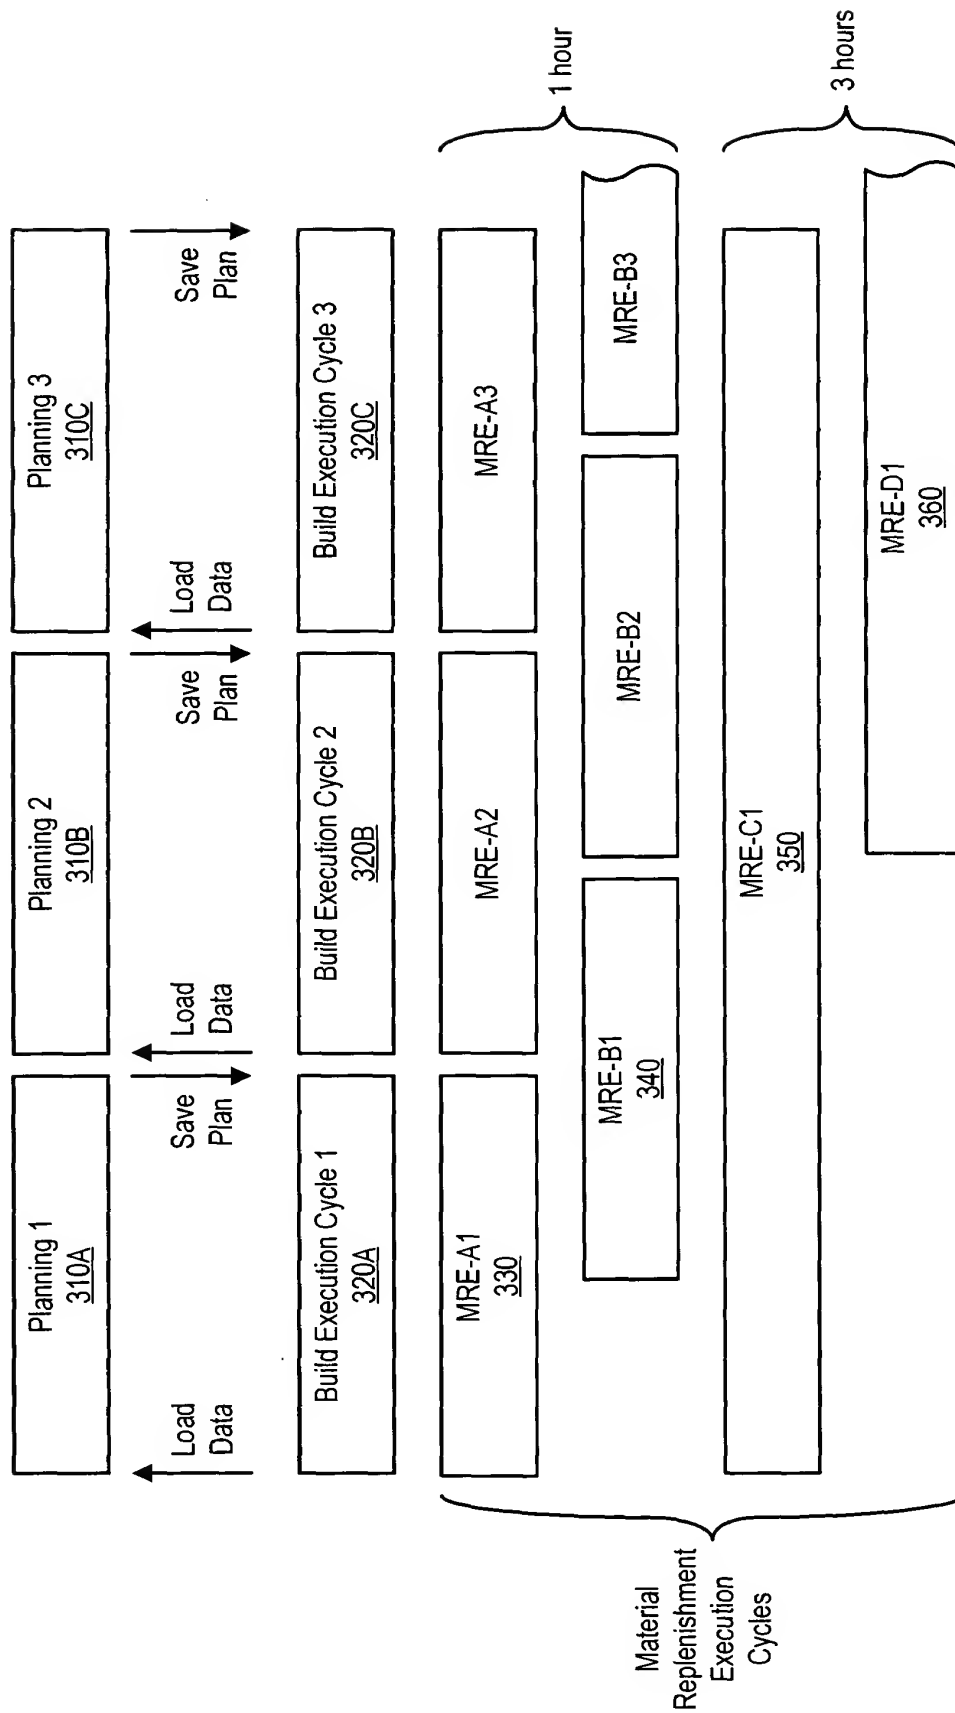 Planning 1
310A
Planning 2
310B
Planning 3
310C
Load
Data
Save
Plan
Load
Data
Save
Plan
Load
Data
Save
Plan
Build Execution Cycle 1
320A
Build Execution Cycle 2
320B
Build Execution Cycle 3
320C
MRE-A1
330
MRE-A2
MRE-A3
1 hour
MRE-B1
340
MRE-B2
MRE-B3
Material
Replenishment
Execution
Cycles
MRE-C1
350
3 hours
MRE-D1
360